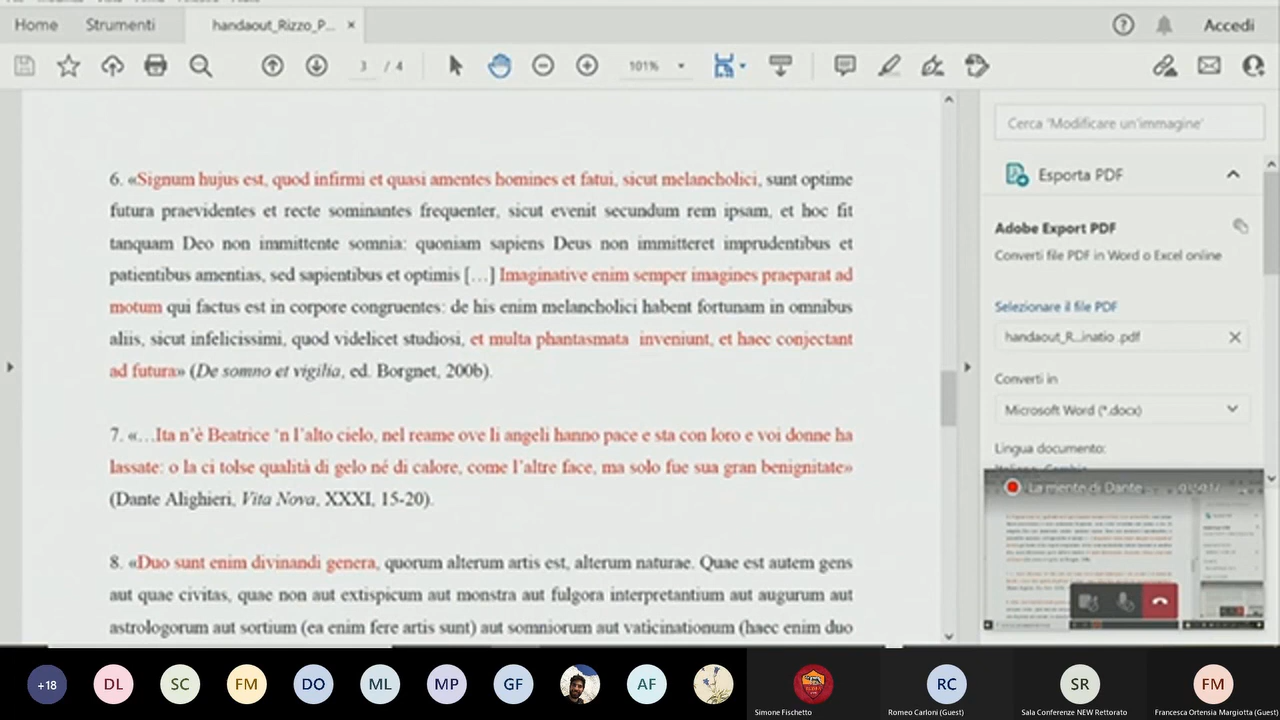 Home Strumenti handaout_Rizzo_P... × Accedi
3 / 4 101%
6. «Signum hujus est, quod infirmi et quasi amentes homines et fatui, sicut melancholici, sunt optime
futura praevidentes et recte sominantes frequenter, sicut evenit secundum rem ipsam, et hoc fit
tanquam Deo non immittente somnia: quoniam sapiens Deus non immitteret imprudentibus et
patientibus amentias, sed sapientibus et optimis […] Imaginative enim semper imagines praeparat ad
motum qui factus est in corpore congruentes: de his enim melancholici habent fortunam in omnibus
aliis, sicut infelicissimi, quod videlicet studiosi, et multa phantasmata inveniunt, et haec conjectant
ad futura» (De somno et vigilia, ed. Borgnet, 200b).
7. «…Ita n’è Beatrice ‘n l’alto cielo, nel reame ove li angeli hanno pace e sta con loro e voi donne ha
lassate: o la ci tolse qualità di gelo né di calore, come l’altre face, ma solo fue sua gran benignitate»
(Dante Alighieri, Vita Nova, XXXI, 15-20).
8. «Duo sunt enim divinandi genera, quorum alterum artis est, alterum naturae. Quae est autem gens
aut quae civitas, quae non aut extispicum aut monstra aut fulgora interpretantium aut augurum aut
astrologorum aut sortium (ea enim fere artis sunt) aut somniorum aut vaticinationum (haec enim duo
Cerca 'Modificare un'immagine'
Esporta PDF
Adobe Export PDF
Converti file PDF in Word o Excel online
Selezionare il file PDF
handaout_R...inatio .pdf
Converti in
Microsoft Word (*.docx)
Lingua documento:
La mente di Dante
+18 DL SC FM DO ML MP GF AF RC SR FM
Simone Fischetto Romeo Carloni (Guest) Sala Conferenze NEW Rettorato Francesca Ortensia Margiotta (Guest)